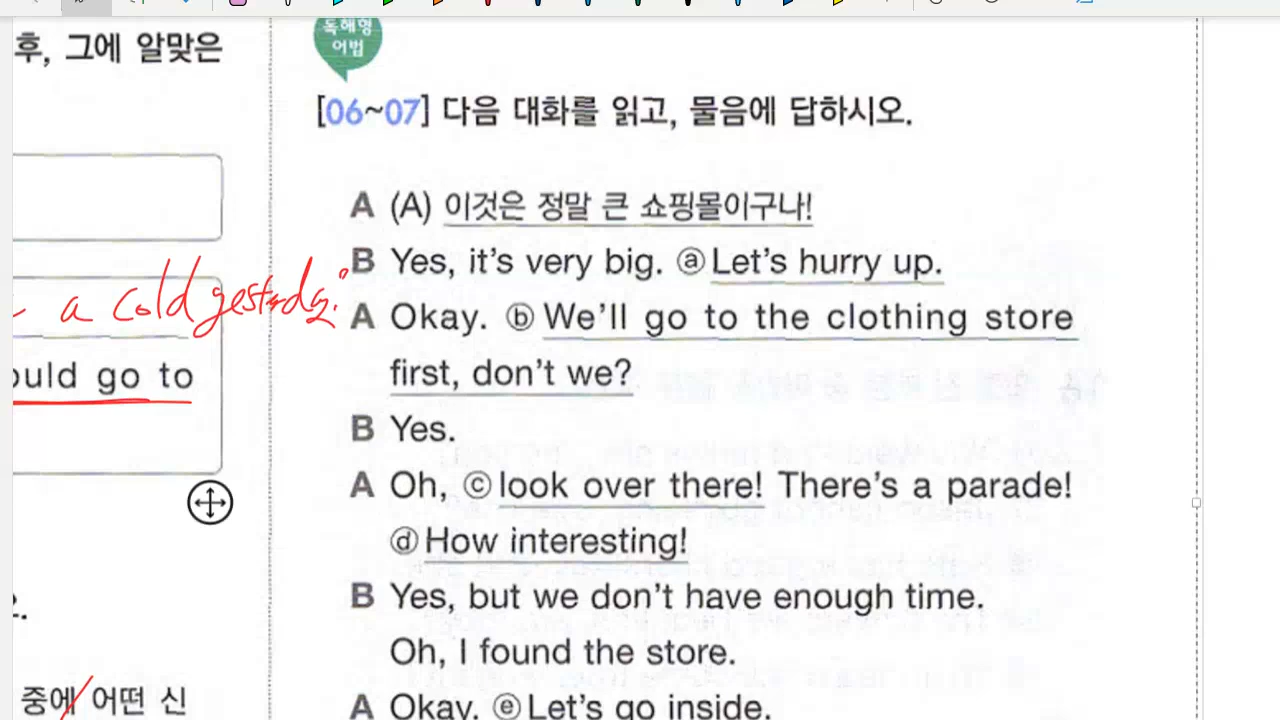 후, 그에 알맞은
a cold yesterday.
ould go to
2.
중에 어떤 신
독해형
어법
[06~07] 다음 대화를 읽고, 물음에 답하시오.
A (A) 이것은 정말 큰 쇼핑몰이구나!
B Yes, it's very big. ⓐ Let's hurry up.
A Okay. ⓑ We'll go to the clothing store
first, don't we?
B Yes.
A Oh, ⓒ look over there! There's a parade!
ⓓ How interesting!
B Yes, but we don't have enough time.
Oh, I found the store.
A Okay. ⓔ Let's go inside.